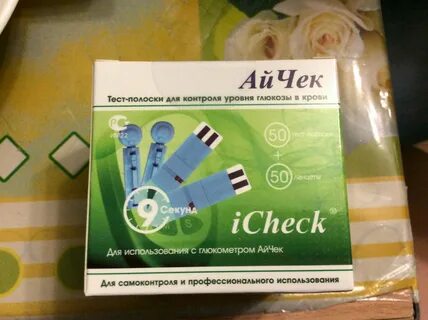 АйЧек
Тест-полоски для контроля уровня глюкозы в крови
50 тест-полосок
+
50 ланцеты
9 Секунд
iCheck®
Для использования с глюкометром АйЧек
Для самоконтроля и профессионального использования